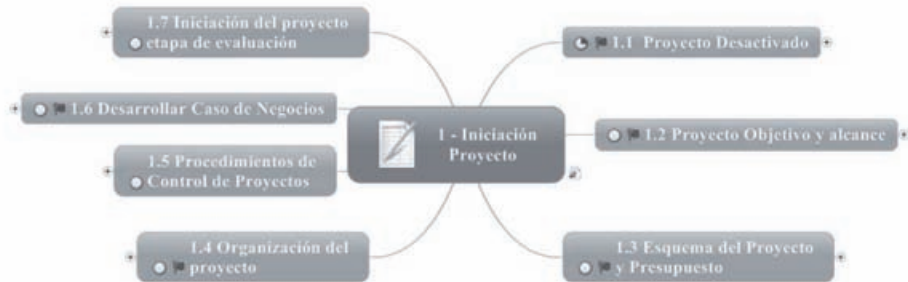 1.7 Iniciación del proyecto
etapa de evaluación
1.1 Proyecto Desactivado
1.6 Desarrollar Caso de Negocios
1 - Iniciación
Proyecto
1.2 Proyecto Objetivo y alcance
1.5 Procedimientos de
Control de Proyectos
1.4 Organización del
proyecto
1.3 Esquema del Proyecto
y Presupuesto